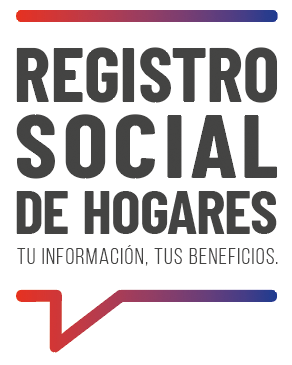 REGISTRO
SOCIAL
DE HOGARES
TU INFORMACIÓN, TUS BENEFICIOS.